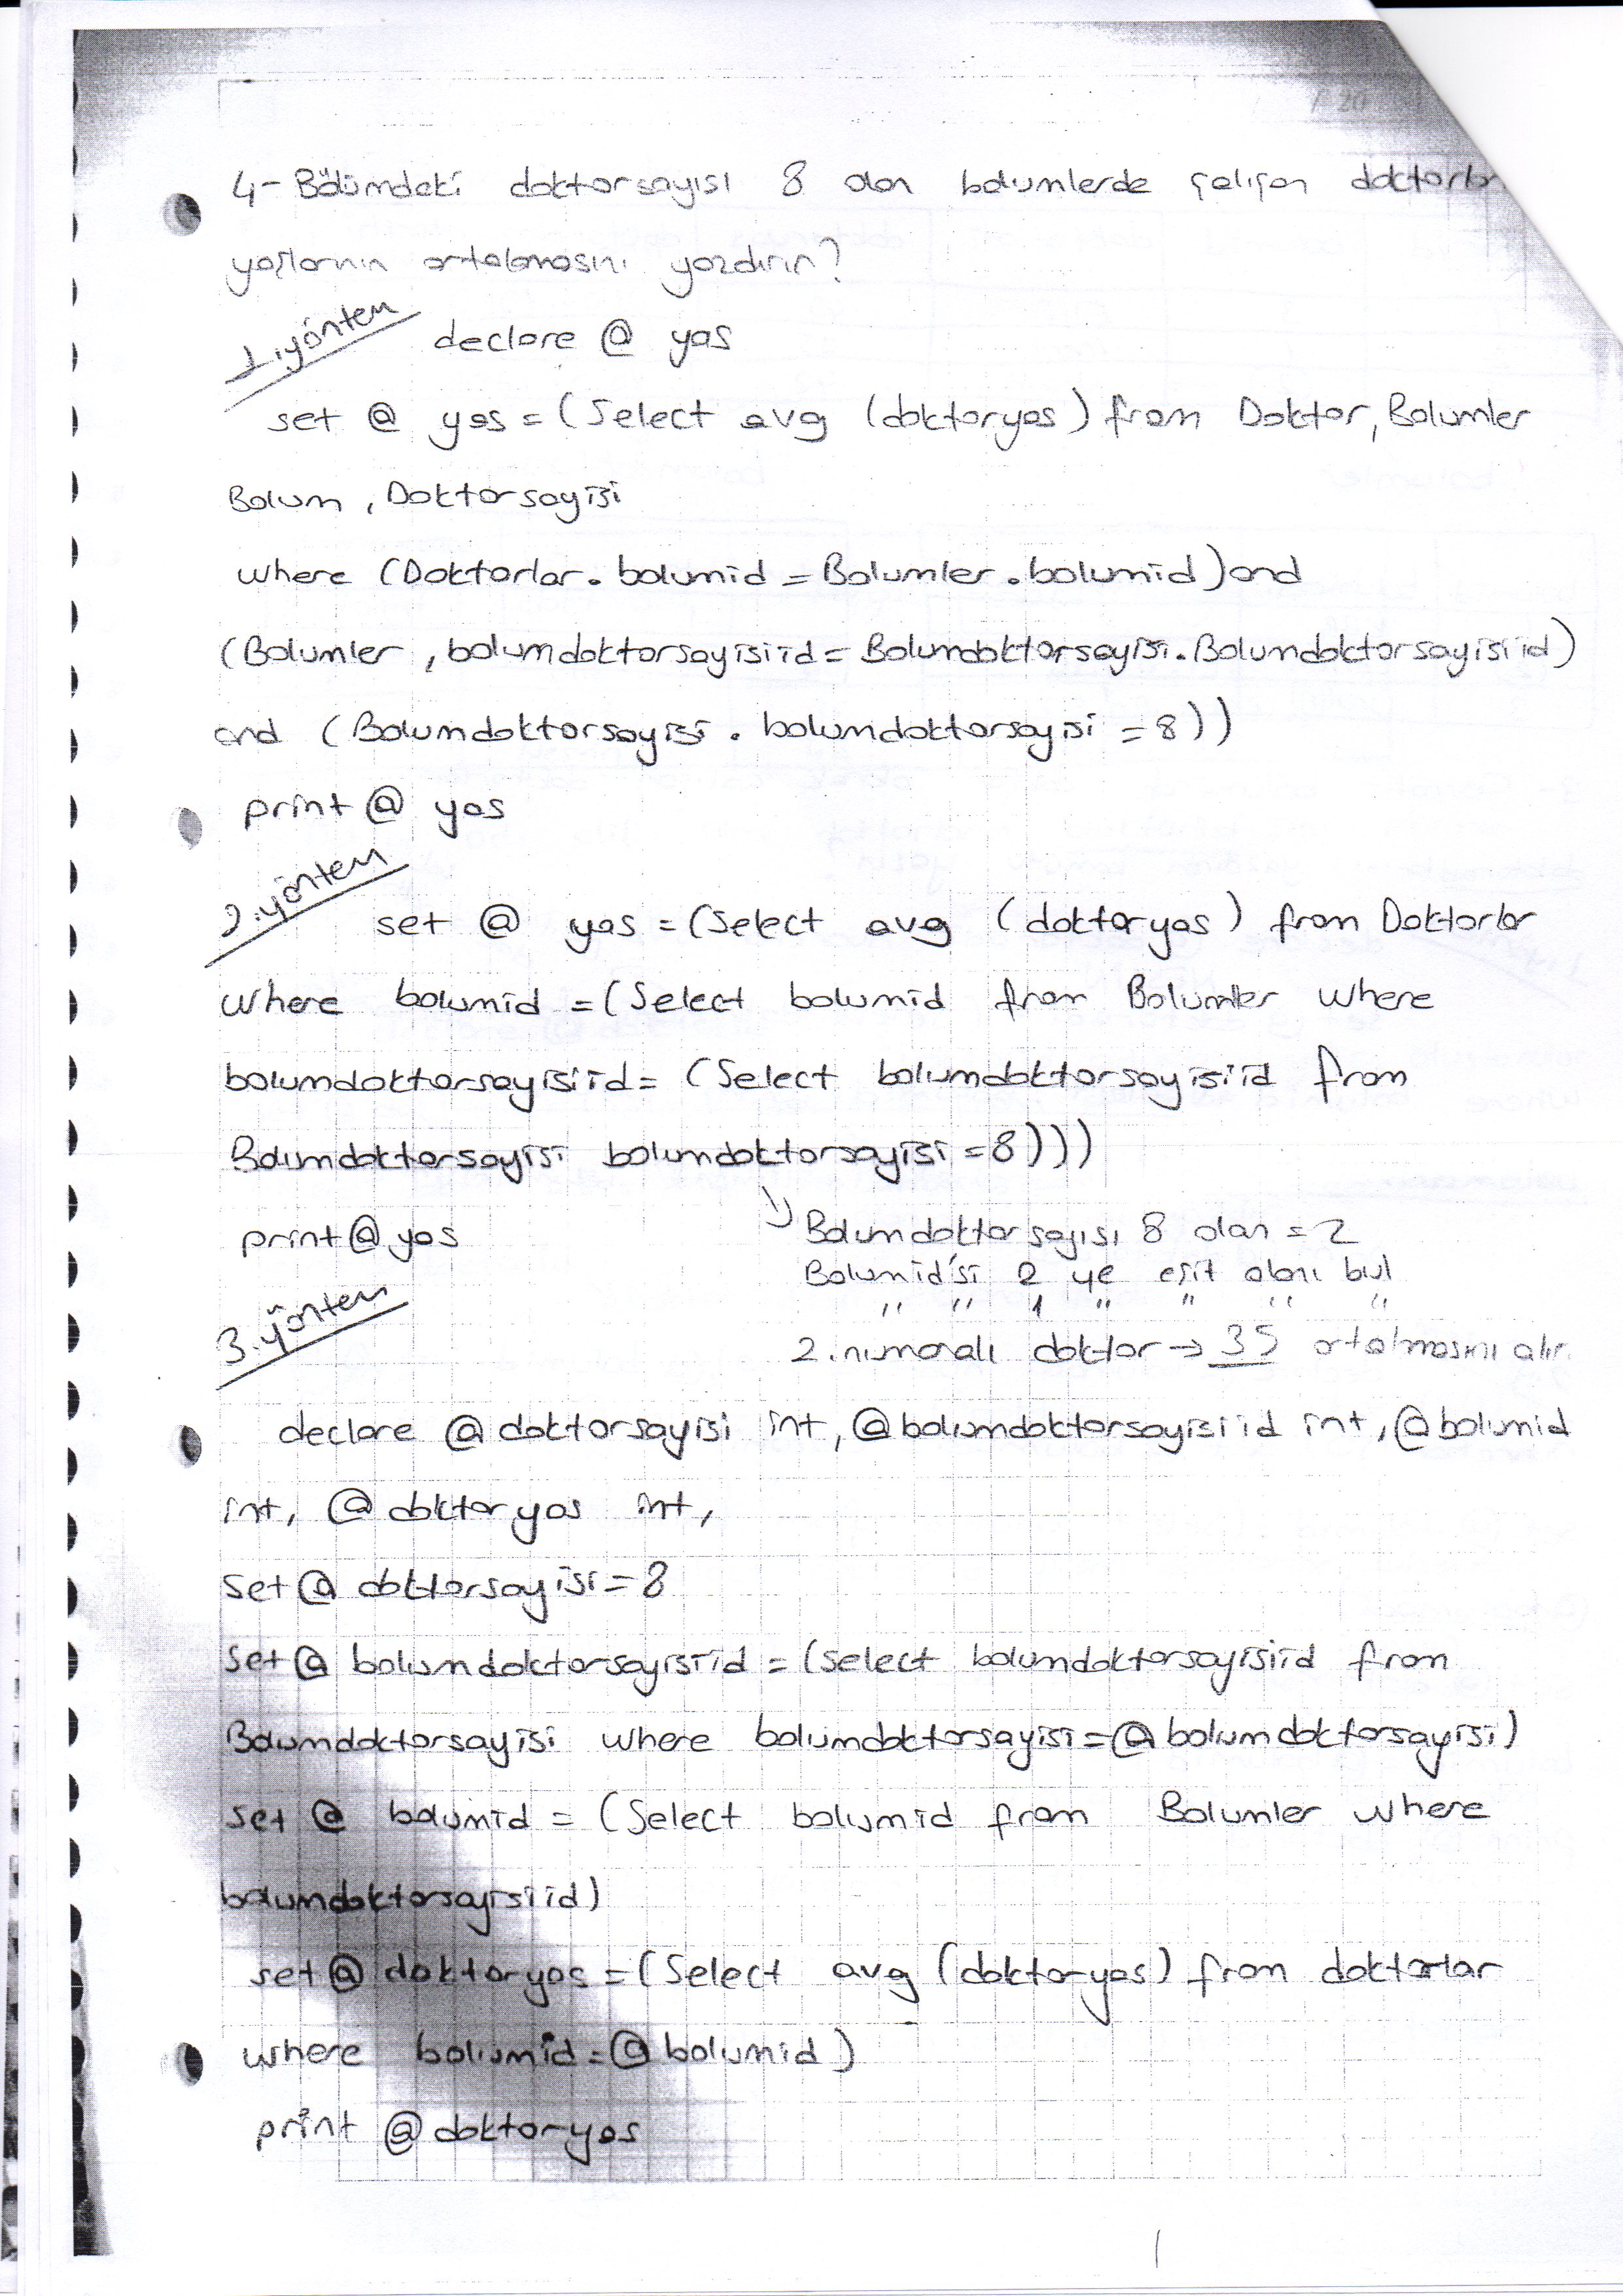 / 20
4- Bölümdeki doktorsayısı 8 olan bolumlerde çalışan doktorlar
yaşlarının ortalamasını yazdırın?
1.yöntem declare @ yas
set @ yas = (Select avg (doktoryas) from Doktor, Bolumler
Bolum, Doktorsayisi
where (Doktorlar. bolumid = Bolumler. bolumid) and
(Bolumler, bolumdoktorsayisiid = Bolumdoktorsayisi. Bolumdoktorsayisiid)
and (Bolumdoktorsayisi. bolumdoktorsayisi = 8))
print @ yas
2.yöntem set @ yas = (Select avg (doktoryas) from Doktorlar
where bolumid = (Select bolumid from Bolumler where
bolumdoktorsayisiid = (Select bolumdoktorsayisiid from
Bolumdoktorsayisi bolumdoktorsayisi = 8)))
print @ yas
Bolumdoktorsayısı 8 olan = 2
Bolumid'si 2 ye eşit olanı bul
" " 1 " " " "
2. numaralı doktor → 35 ortalmasını alır.
3.yöntem
declare @ doktorsayisi int, @ bolumdoktorsayisiid int, @ bolumid
int, @ doktoryas int,
set @ doktorsayisi = 8
set @ bolumdoktorsayisiid = (select bolumdoktorsayisiid from
Bolumdoktorsayisi where bolumdoktorsayisi = @ bolumdoktorsayisi)
set @ bolumid = (Select bolumid from Bolumler where
bolumdoktorsayisiid)
set @ doktoryas = (Select avg (doktoryas) from doktorlar
where bolumid = @ bolumid)
print @ doktoryas